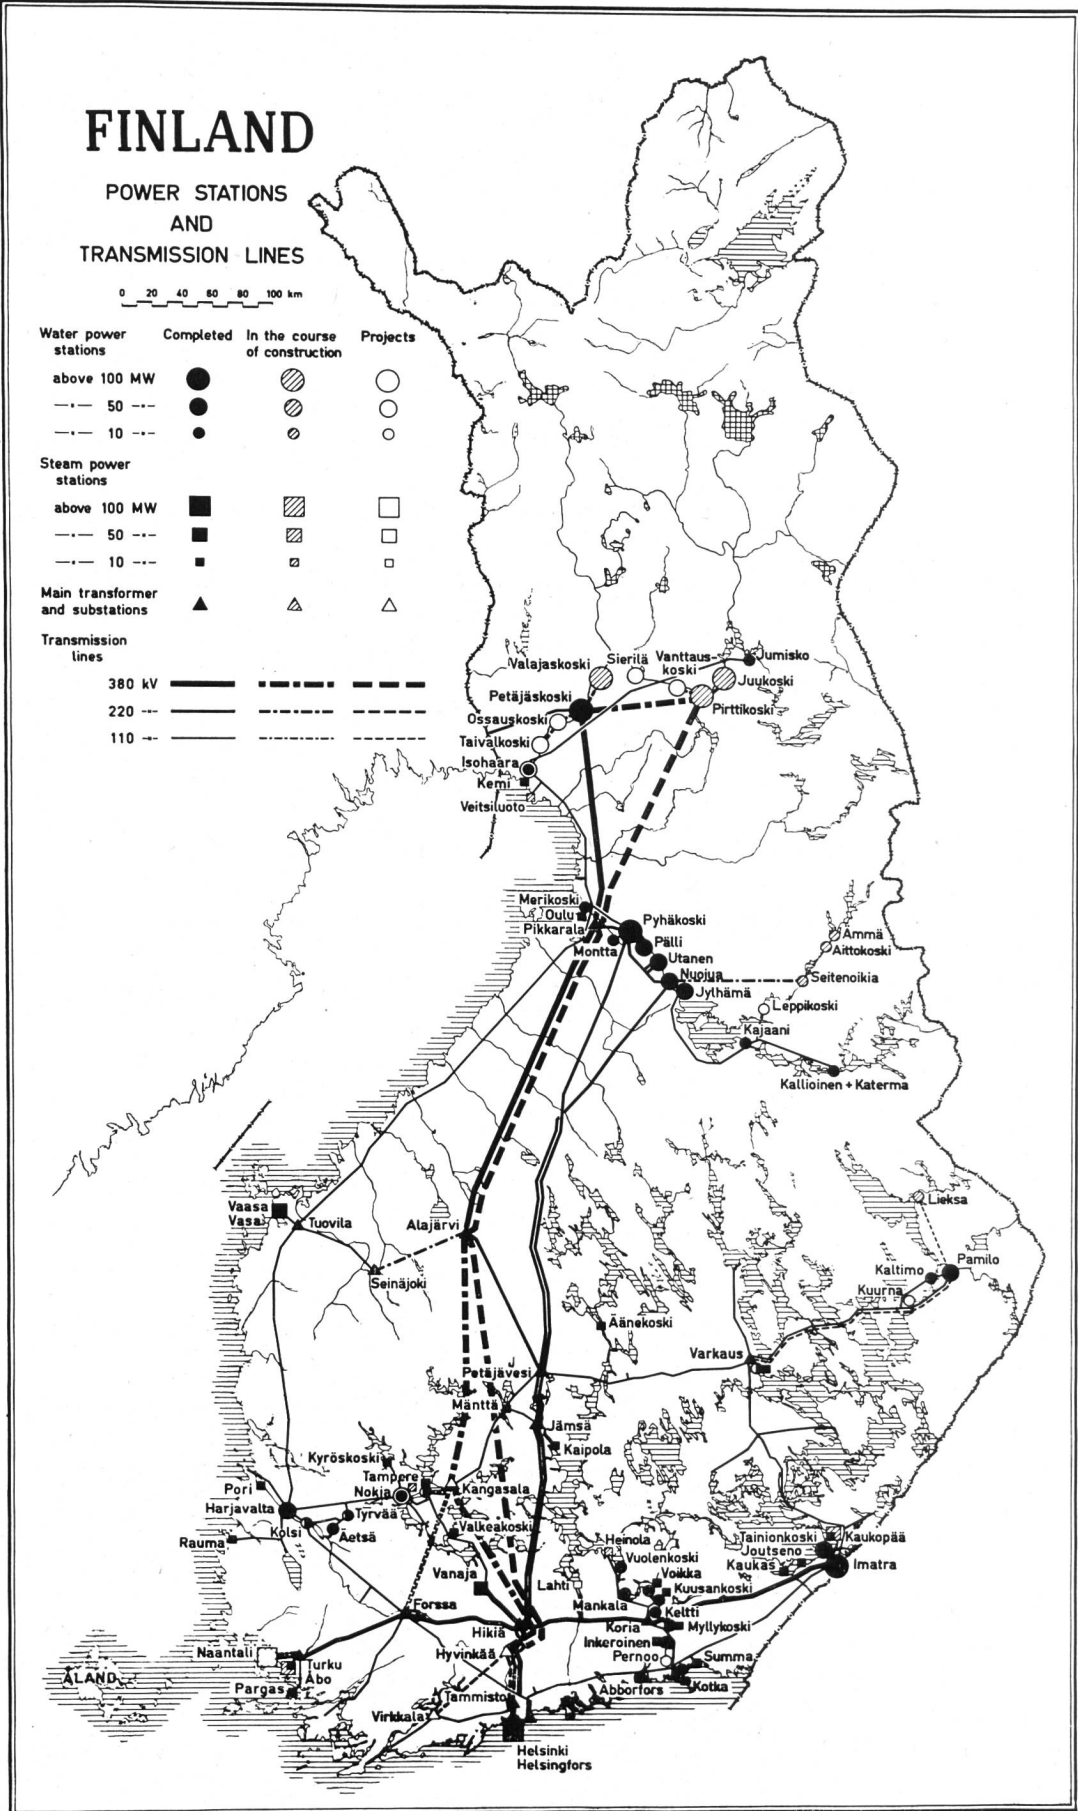 FINLAND
POWER STATIONS
AND
TRANSMISSION LINES
0 20 40 60 80 100 km
Water power
stations
Completed
In the course
of construction
Projects
above 100 MW
—"— 50 —"—
—"— 10 —"—
Steam power
stations
above 100 MW
—"— 50 —"—
—"— 10 —"—
Main transformer
and substations
Transmission
lines
380 kV
220 —"—
110 —"—
Valajaskoski
Sierilä
Vanttaus-
koski
Jumisko
Juukoski
Pirttikoski
Petäjäskoski
Ossauskoski
Taivalkoski
Isohaara
Kemi
Veitsiluoto
Merikoski
Oulu
Pikkarala
Montta
Pyhäkoski
Pälli
Utanen
Nuojua
Jylhämä
Ämmä
Aittokoski
Seitenoikia
Leppikoski
Kajaani
Kallioinen + Katerma
Vaasa
Vasa
Tuovila
Alajärvi
Seinäjoki
Lieksa
Pamilo
Kaltimo
Kuurna
Äänekoski
Varkaus
Petäjävesi
Mänttä
Jämsä
Kaipola
Kyröskoski
Tampere
Nokia
Kangasala
Pori
Harjavalta
Kolsi
Tyrvää
Äetsä
Rauma
Valkeakoski
Vanaja
Lahti
Heinola
Vuolenkoski
Voikka
Kuusankoski
Mankala
Keltti
Koria
Myllykoski
Inkeroinen
Pernoo
Summa
Abborfors
Kotka
Tainionkoski
Kaukopää
Joutseno
Kaukas
Imatra
Forssa
Hikiä
Hyvinkää
Naantali
Turku
Åbo
Pargas
ÅLAND
Tammisto
Virkkala
Helsinki
Helsingfors